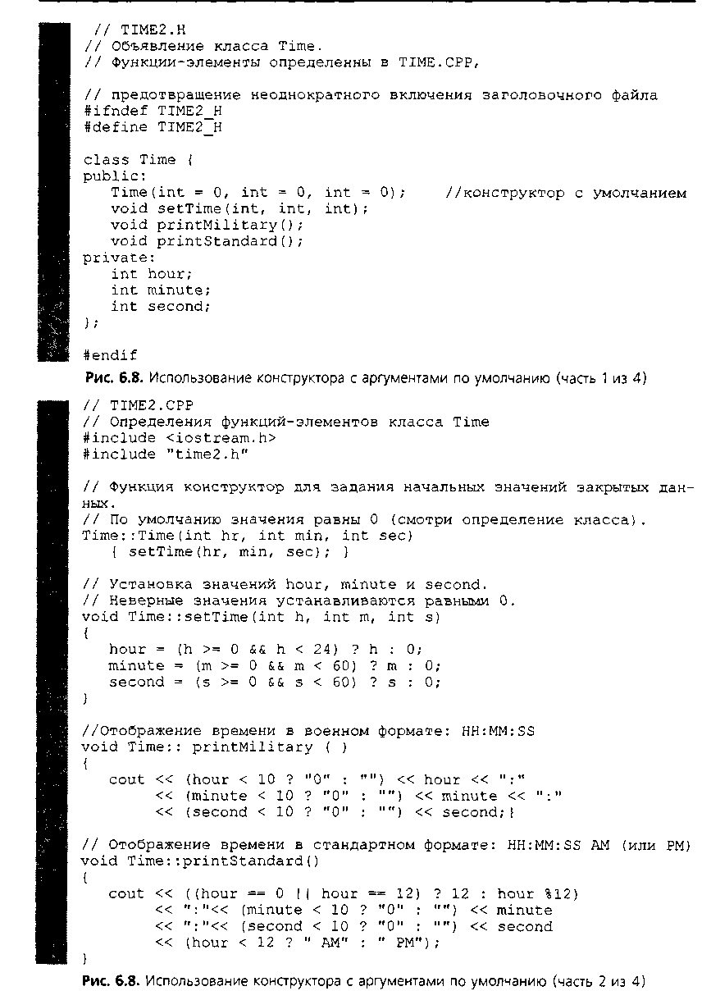 // TIME2.H
// Объявление класса Time.
// Функции-элементы определенны в TIME.CPP,

// предотвращение неоднократного включения заголовочного файла
#ifndef TIME2_H
#define TIME2_H

class Time {
public:
   Time(int = 0, int = 0, int = 0);     //конструктор с умолчанием
   void setTime(int, int, int);
   void printMilitary();
   void printStandard();
private:
   int hour;
   int minute;
   int second;
};

#endif
Рис. 6.8. Использование конструктора с аргументами по умолчанию (часть 1 из 4)
// TIME2.CPP
// Определения функций-элементов класса Time
#include <iostream.h>
#include "time2.h"

// Функция конструктор для задания начальных значений закрытых дан-
ных.
// По умолчанию значения равны 0 (смотри определение класса).
Time::Time(int hr, int min, int sec)
   { setTime(hr, min, sec); }

// Установка значений hour, minute и second.
// Неверные значения устанавливаются равными 0.
void Time::setTime(int h, int m, int s)
{
   hour = (h >= 0 && h < 24) ? h : 0;
   minute = (m >= 0 && m < 60) ? m : 0;
   second = (s >= 0 && s < 60) ? s : 0;
}

//Отображение времени в военном формате: HH:MM:SS
void Time:: printMilitary ( )
{
   cout << (hour < 10 ? "0" : "") << hour << ":"
        << (minute < 10 ? "0" : "") << minute << ":"
        << (second < 10 ? "0" : "") << second;}

// Отображение времени в стандартном формате: HH:MM:SS AM (или PM)
void Time::printStandard()
{
   cout << ((hour == 0 || hour == 12) ? 12 : hour %12)
        << ":"<< (minute < 10 ? "0" : "") << minute
        << ":"<< (second < 10 ? "0" : "") << second
        << (hour < 12 ? " AM" : " PM");
}
Рис. 6.8. Использование конструктора с аргументами по умолчанию (часть 2 из 4)